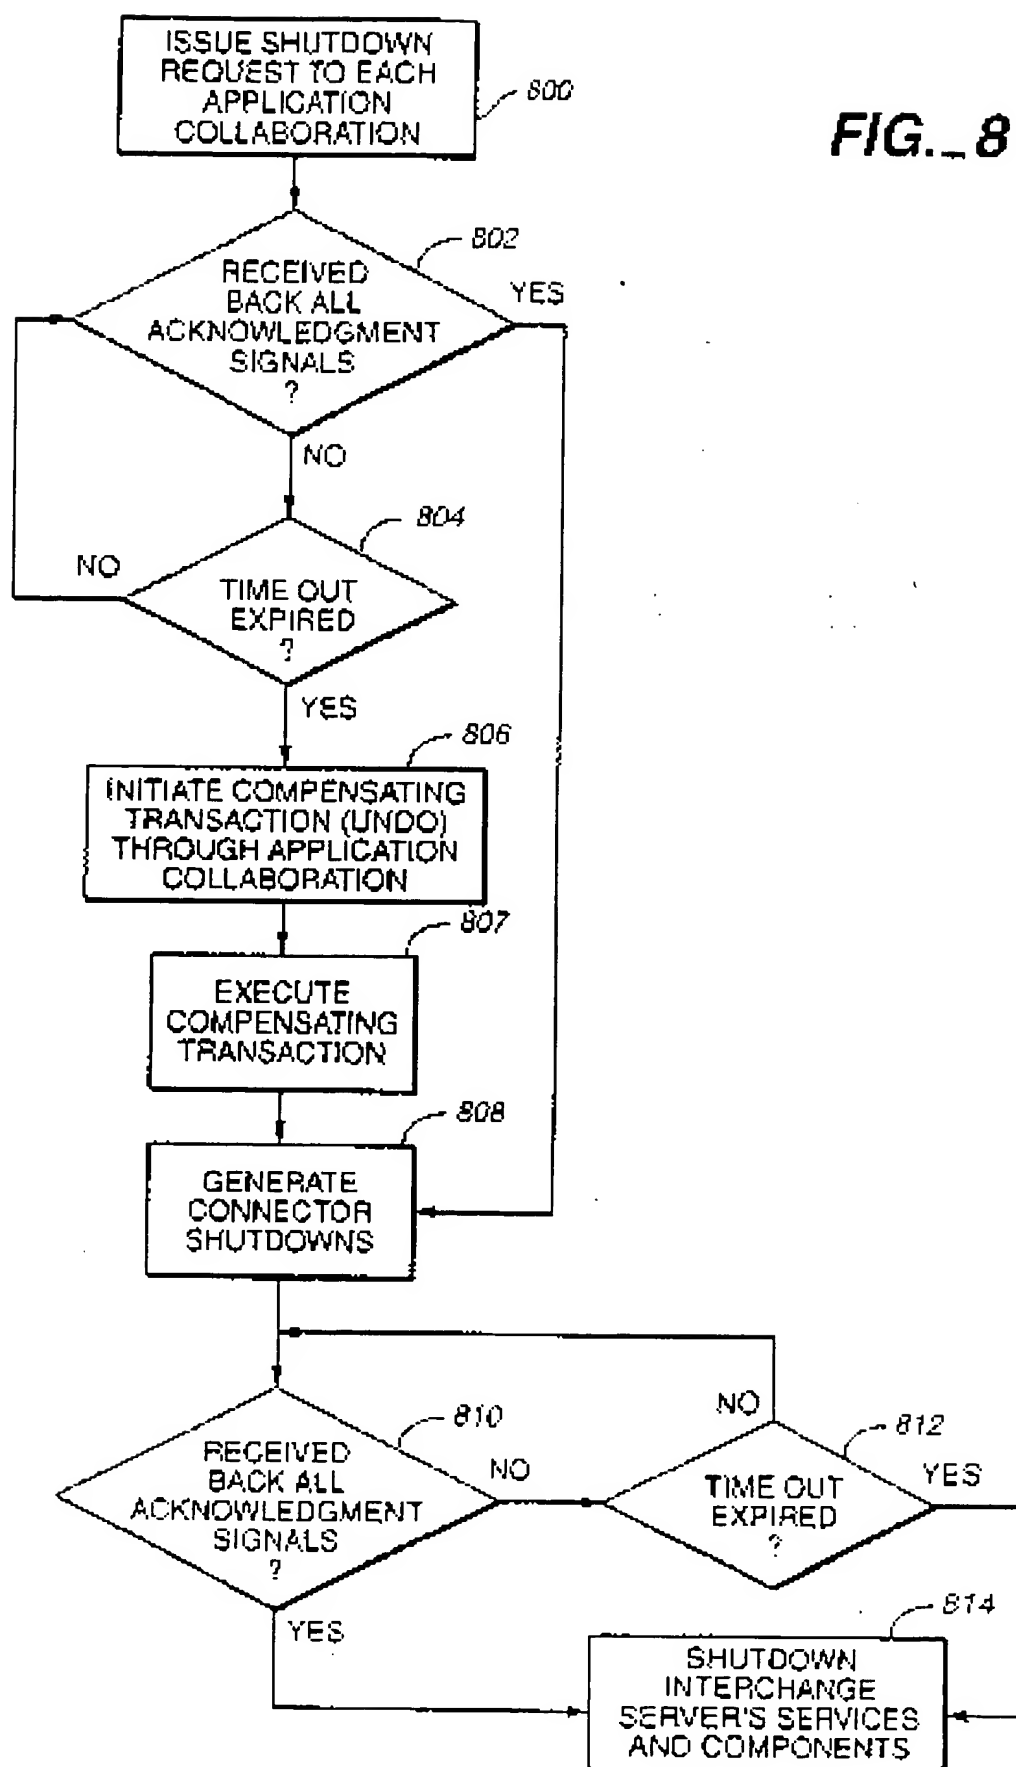 ISSUE SHUTDOWN
REQUEST TO EACH
APPLICATION
COLLABORATION
800
FIG._8
802
RECEIVED
BACK ALL
ACKNOWLEDGMENT
SIGNALS
?
YES
NO
804
NO
TIME OUT
EXPIRED
?
YES
806
INITIATE COMPENSATING
TRANSACTION (UNDO)
THROUGH APPLICATION
COLLABORATION
807
EXECUTE
COMPENSATING
TRANSACTION
808
GENERATE
CONNECTOR
SHUTDOWNS
810
RECEIVED
BACK ALL
ACKNOWLEDGMENT
SIGNALS
?
NO
NO
812
TIME OUT
EXPIRED
?
YES
YES
814
SHUTDOWN
INTERCHANGE
SERVER'S SERVICES
AND COMPONENTS